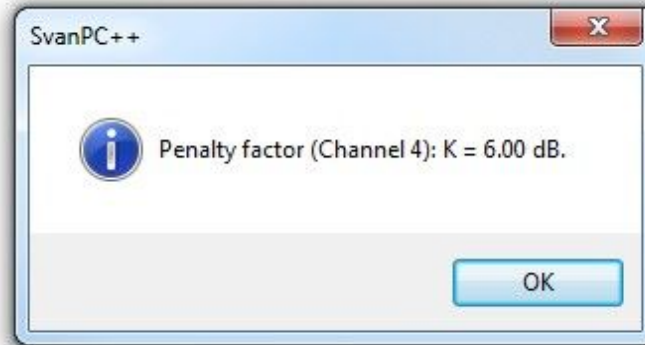 SvanPC++
Penalty factor (Channel 4): K = 6.00 dB.
OK